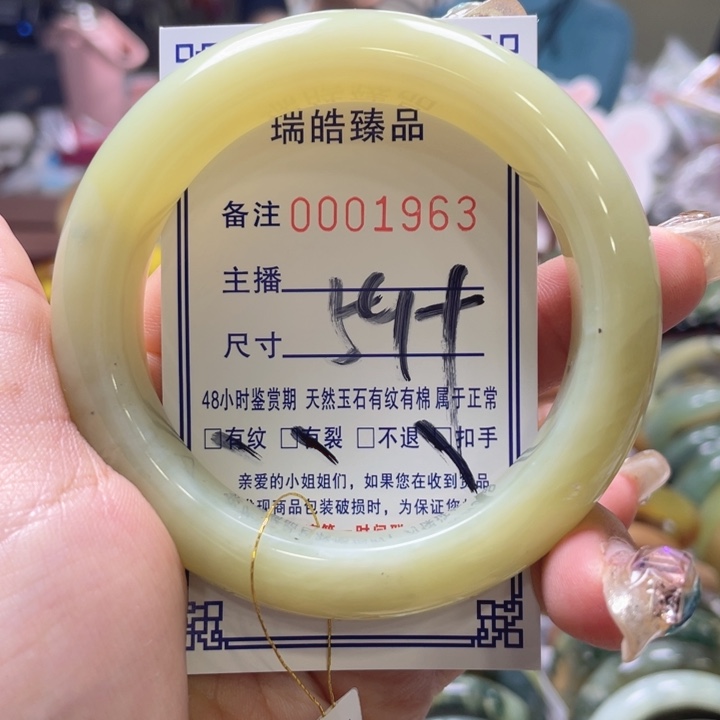 瑞皓臻品
备注 0001963
主播
尺寸
48小时鉴赏期 天然玉石有纹有棉属于正常
□有纹 □有裂 □不退 □扣手
亲爱的小姐姐们，如果您在收到货品
发现商品包装破损时，为保证您